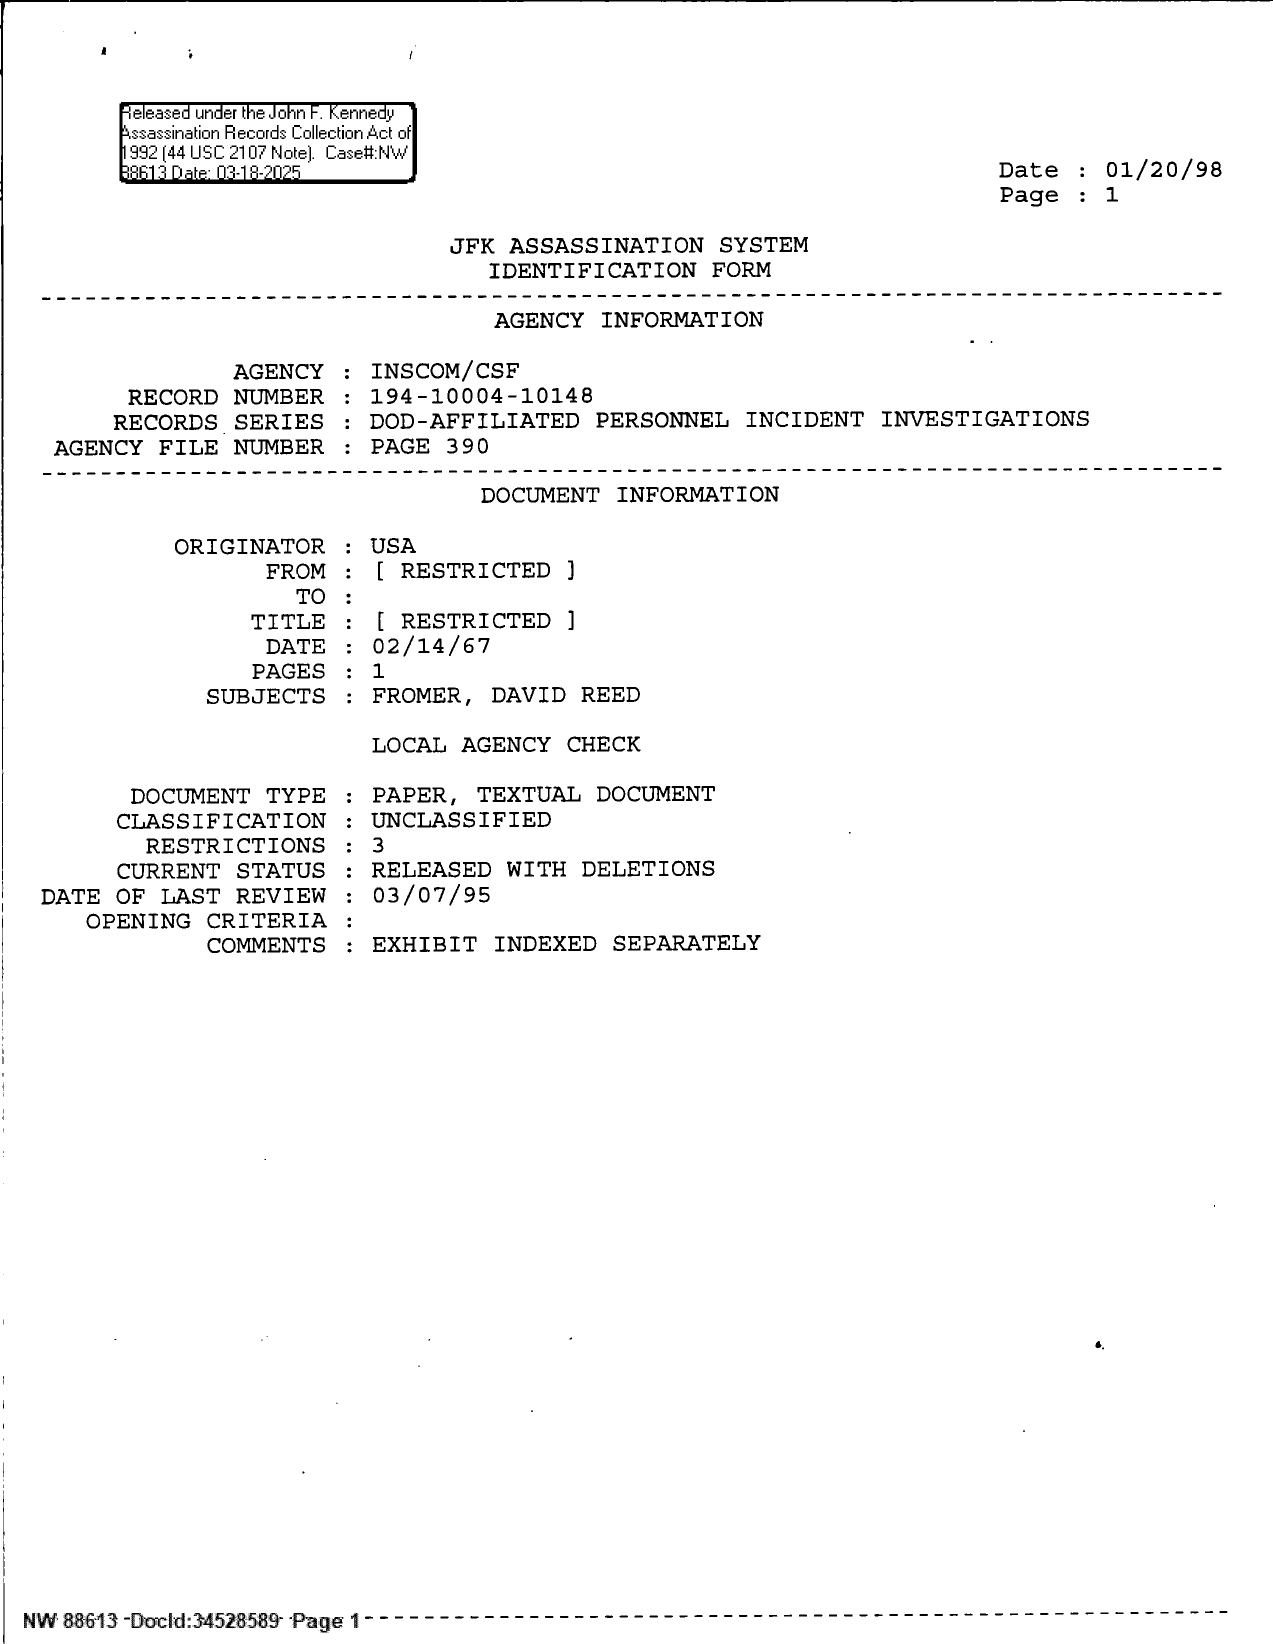 Released under the John F. Kennedy
Assassination Records Collection Act of
1992 (44 USC 2107 Note). Case#:NW
88613 Date: 03-18-2025
Date : 01/20/98
Page : 1
JFK ASSASSINATION SYSTEM
IDENTIFICATION FORM
AGENCY INFORMATION
AGENCY : INSCOM/CSF
RECORD NUMBER : 194-10004-10148
RECORDS SERIES : DOD-AFFILIATED PERSONNEL INCIDENT INVESTIGATIONS
AGENCY FILE NUMBER : PAGE 390
DOCUMENT INFORMATION
ORIGINATOR : USA
FROM : [ RESTRICTED ]
TO :
TITLE : [ RESTRICTED ]
DATE : 02/14/67
PAGES : 1
SUBJECTS : FROMER, DAVID REED
LOCAL AGENCY CHECK
DOCUMENT TYPE : PAPER, TEXTUAL DOCUMENT
CLASSIFICATION : UNCLASSIFIED
RESTRICTIONS : 3
CURRENT STATUS : RELEASED WITH DELETIONS
DATE OF LAST REVIEW : 03/07/95
OPENING CRITERIA :
COMMENTS : EXHIBIT INDEXED SEPARATELY
NW 88613 DocId:34528589 Page 1